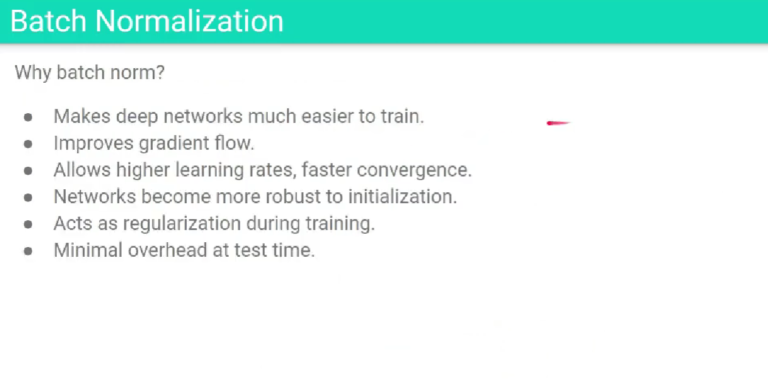 Batch Normalization
Why batch norm?
● Makes deep networks much easier to train.
● Improves gradient flow.
● Allows higher learning rates, faster convergence.
● Networks become more robust to initialization.
● Acts as regularization during training.
● Minimal overhead at test time.